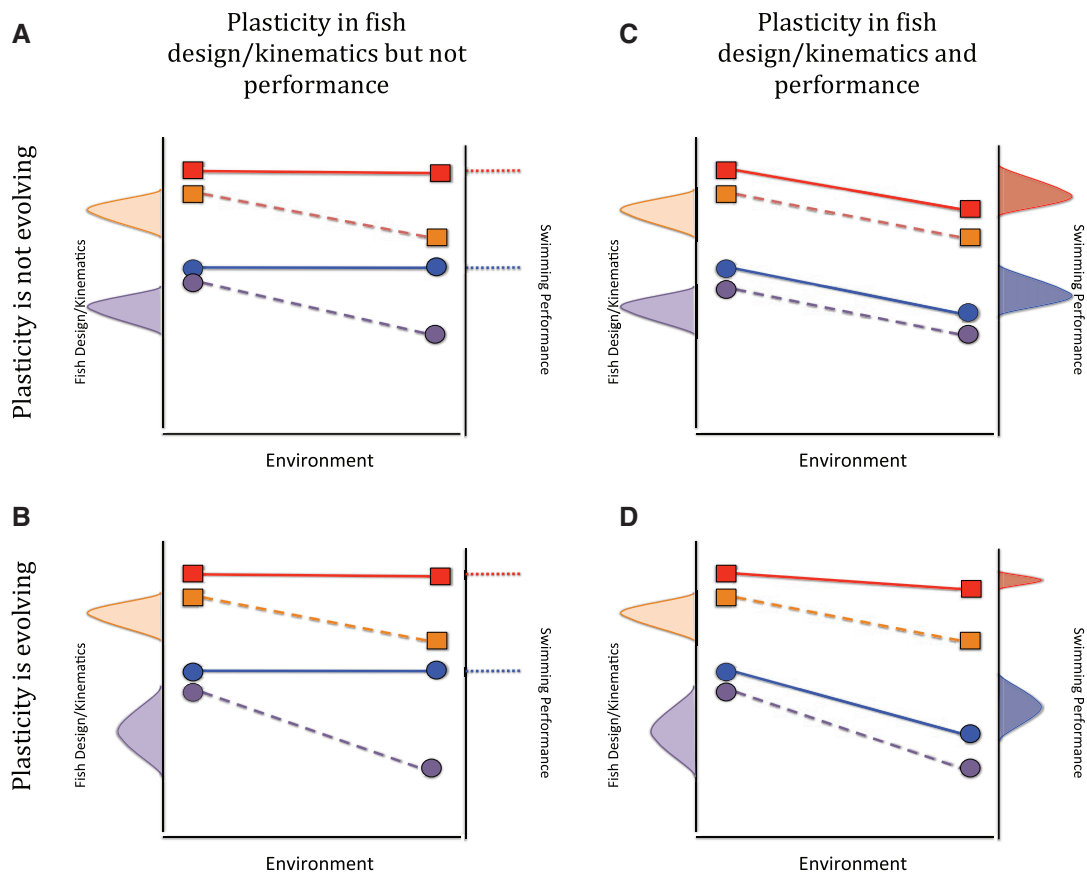 A
Plasticity in fish
design/kinematics but not
performance
C
Plasticity in fish
design/kinematics and
performance
Plasticity is not evolving
Fish Design/Kinematics
Swimming Performance
Environment
Fish Design/Kinematics
Swimming Performance
Environment
B
D
Plasticity is evolving
Fish Design/Kinematics
Swimming Performance
Environment
Fish Design/Kinematics
Swimming Performance
Environment